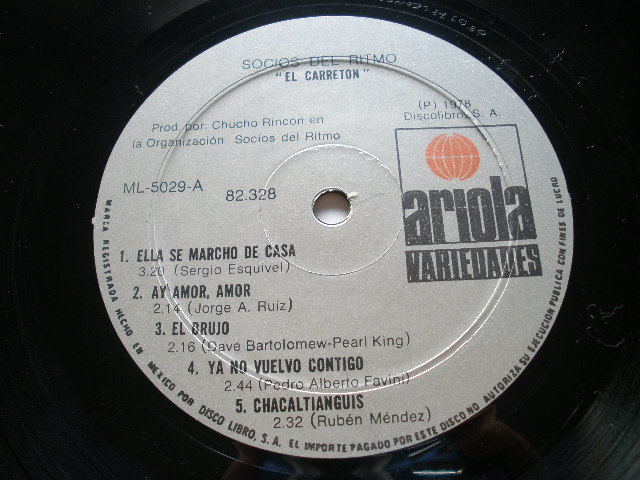 SOCIOS DEL RITMO
"EL CARRETON"
(P) 1978
Discolibro, S. A.
Prod. por: Chucho Rincón en
la Organización Socios del Ritmo
ML-5029-A
82.328
ariola
VARIEDADES
1. ELLA SE MARCHO DE CASA
3.20 (Sergio Esquivel)
2. AY AMOR, AMOR
2.14 (Jorge A. Ruiz)
3. EL BRUJO
2.16 (Dave Bartolomew-Pearl King)
4. YA NO VUELVO CONTIGO
2.44 (Pedro Alberto Favini)
5. CHACALTIANGUIS
2.32 (Rubén Méndez)
MARCA REGISTRADA HECHO EN MEXICO POR DISCO LIBRO, S.A. EL IMPORTE PAGADO POR ESTE DISCO NO AUTORIZA SU EJECUCION PUBLICA CON FINES DE LUCRO